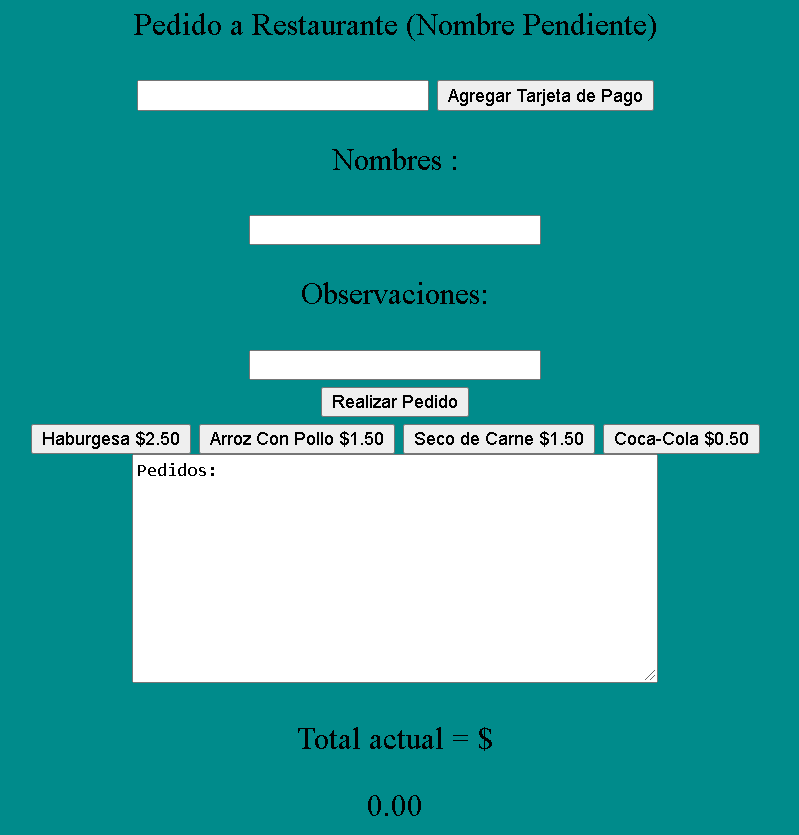 Pedido a Restaurante (Nombre Pendiente)
Agregar Tarjeta de Pago
Nombres :
Observaciones:
Realizar Pedido
Haburgesa $2.50 Arroz Con Pollo $1.50 Seco de Carne $1.50 Coca-Cola $0.50
Pedidos:
Total actual = $
0.00